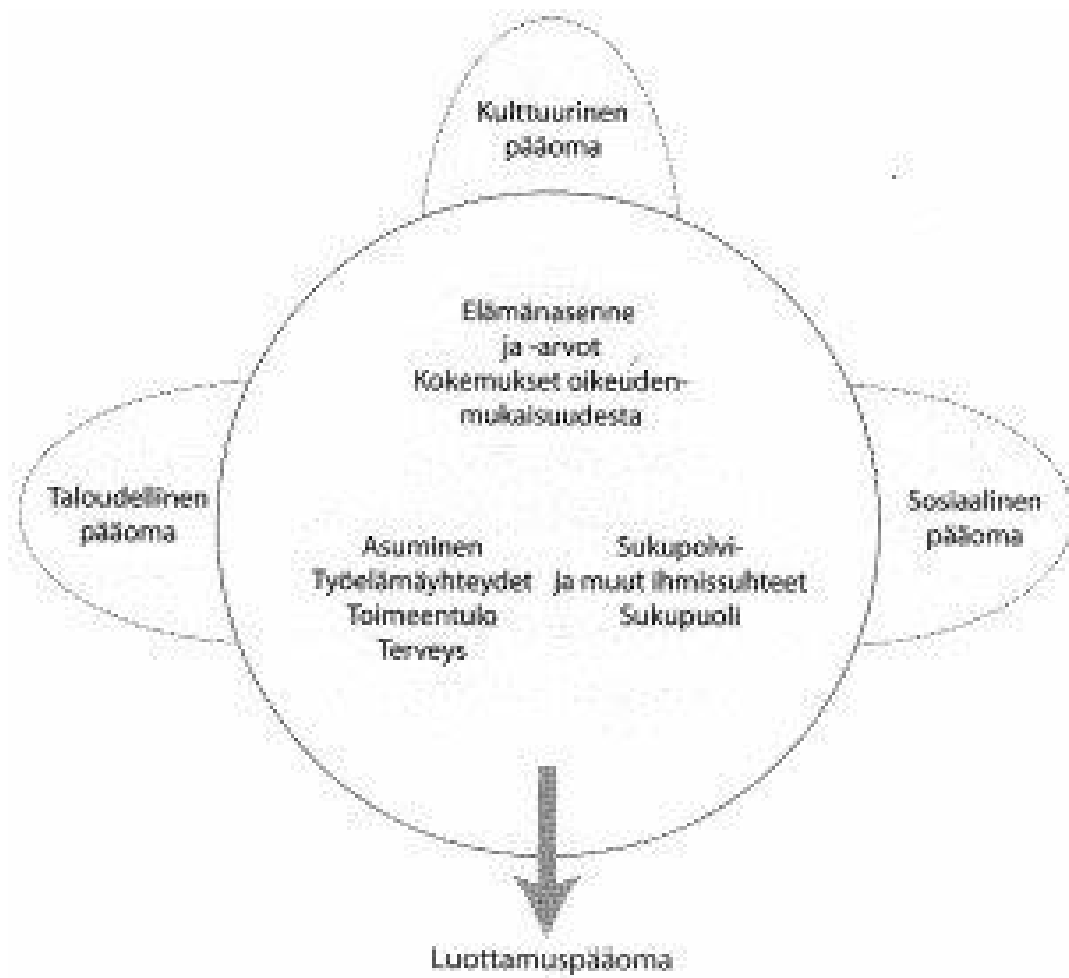 Kulttuurinen
pääoma
Elämänasenne
ja -arvot
Kokemukset oikeuden-
mukaisuudesta
Taloudellinen
pääoma
Sosiaalinen
pääoma
Asuminen
Työelämäyhteydet
Toimeentulo
Terveys
Sukupolvi-
ja muut ihmissuhteet
Sukupuoli
Luottamuspääoma